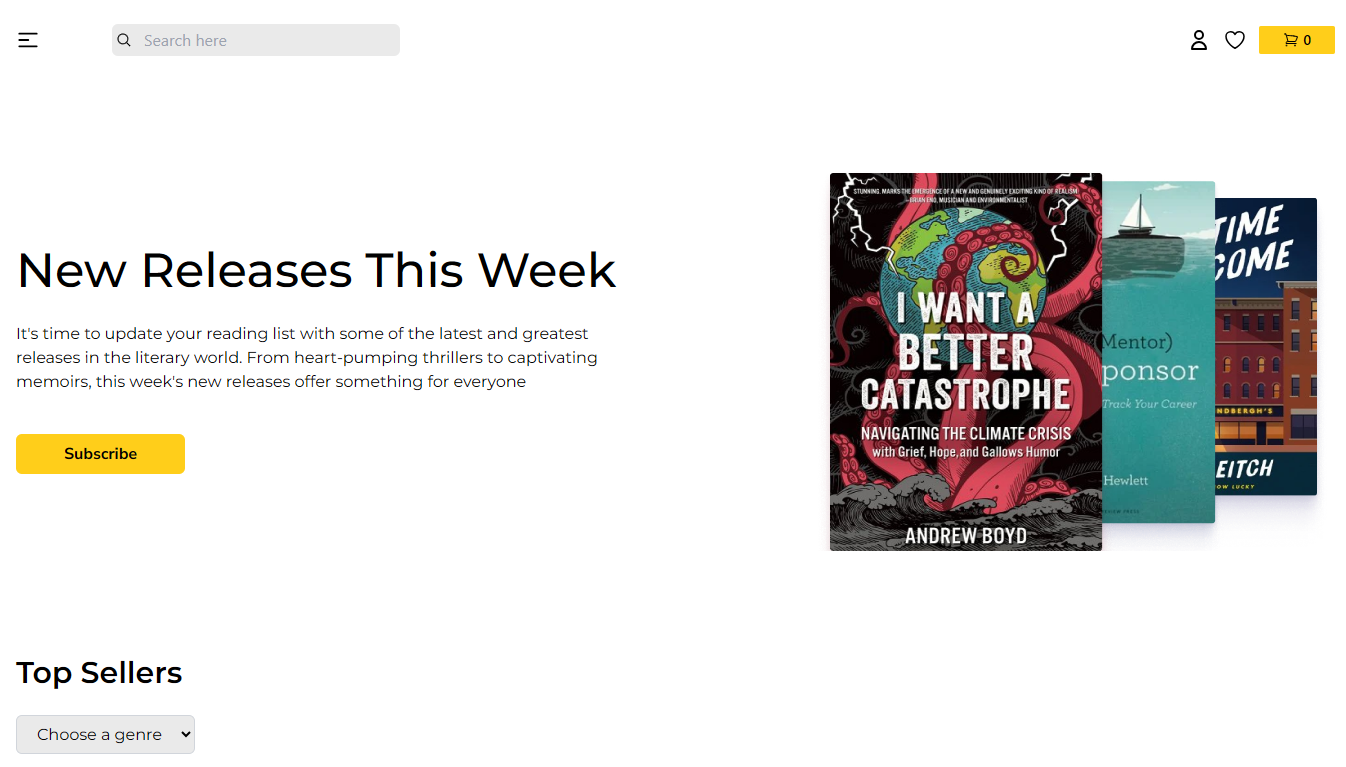 Search here
0
New Releases This Week
It's time to update your reading list with some of the latest and greatest
releases in the literary world. From heart-pumping thrillers to captivating
memoirs, this week's new releases offer something for everyone
Subscribe
STUNNING. MARKS THE EMERGENCE OF A NEW AND GENUINELY EXCITING KIND OF REALISM
—BRIAN ENO, MUSICIAN AND ENVIRONMENTALIST
I WANT A
BETTER
CATASTROPHE
NAVIGATING THE CLIMATE CRISIS
with Grief, Hope, and Gallows Humor
ANDREW BOYD
Mentor)
ponsor
Track Your Career
Hewlett
REVIEW PRESS
TIME
COME
NDBERGH'S
EITCH
OW LUCKY
Top Sellers
Choose a genre